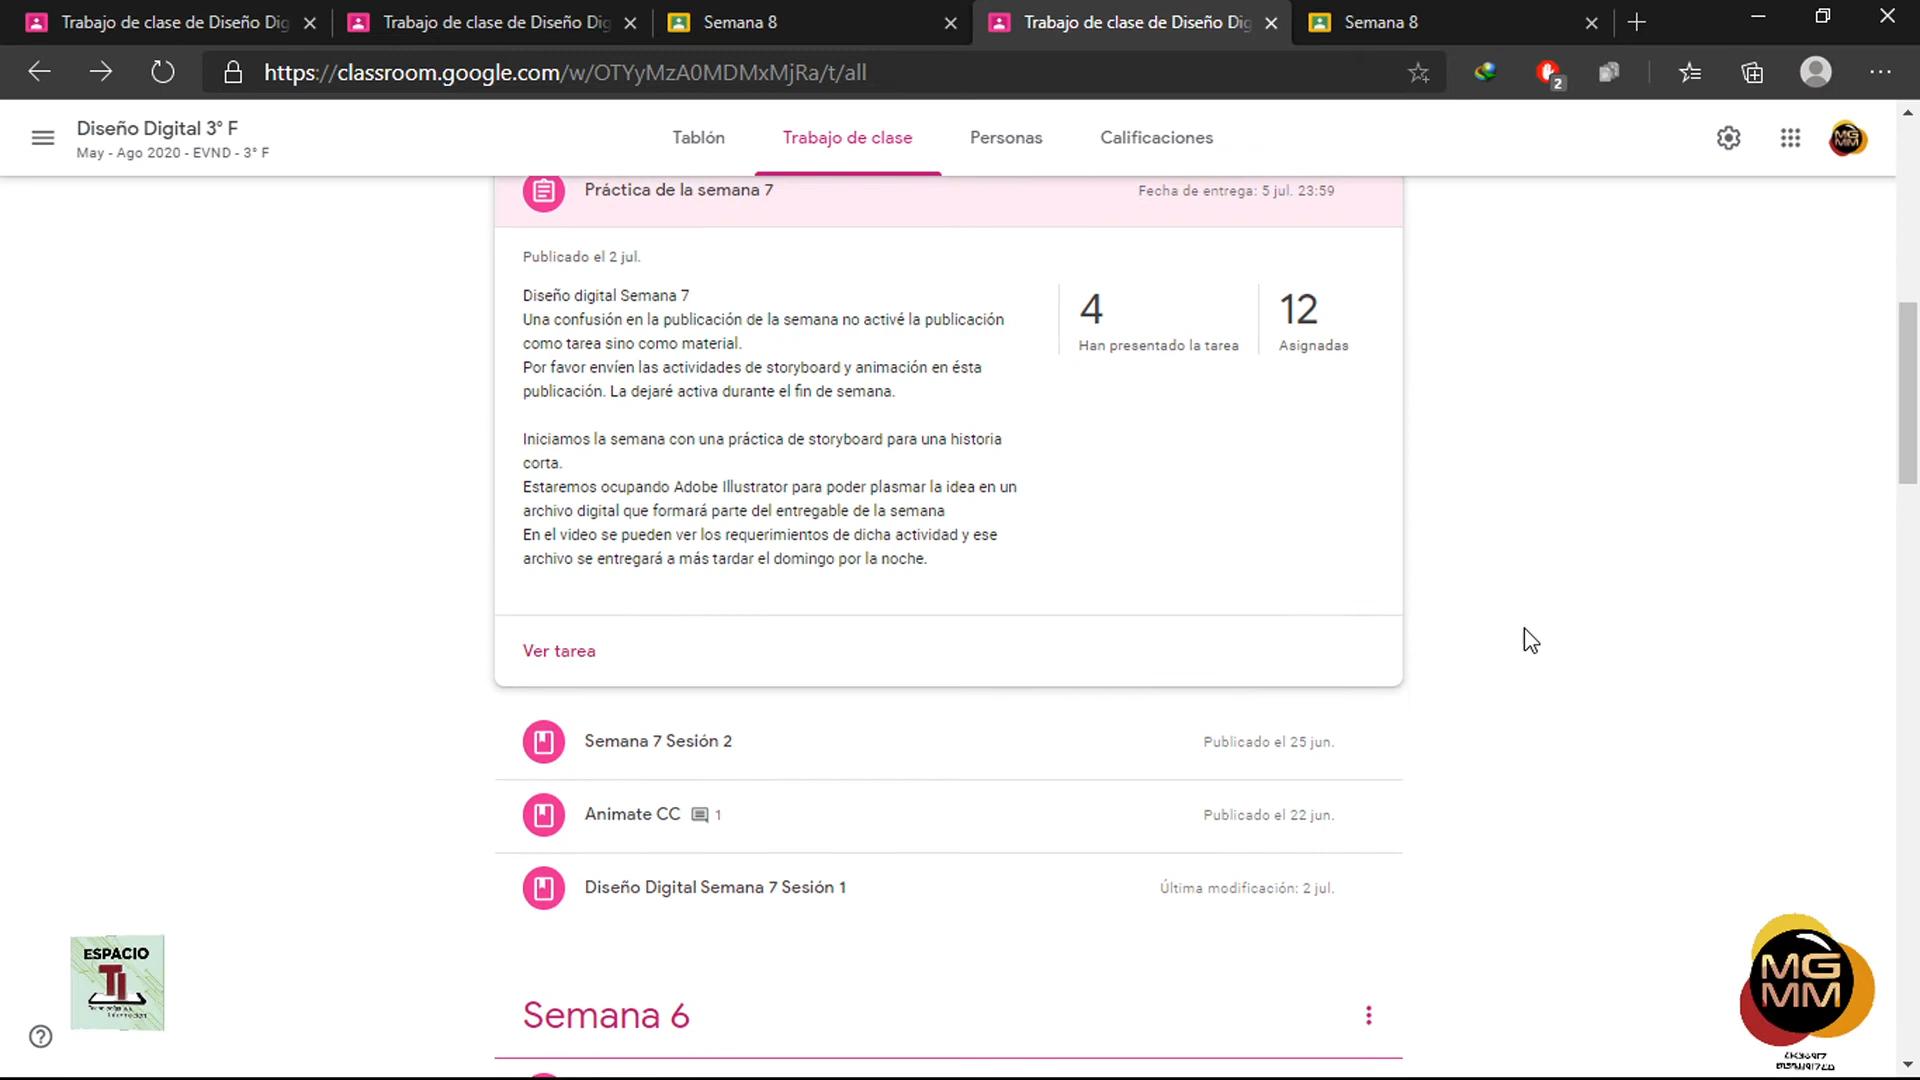 Trabajo de clase de Diseño Dig
Trabajo de clase de Diseño Dig
Semana 8
Trabajo de clase de Diseño Dig
Semana 8
https://classroom.google.com/w/OTYyMzA0MDMxMjRa/t/all
2
Diseño Digital 3° F
May - Ago 2020 - EVND - 3° F
Tablón
Trabajo de clase
Personas
Calificaciones
MG
MM
Práctica de la semana 7
Fecha de entrega: 5 jul. 23:59
Publicado el 2 jul.
Diseño digital Semana 7
Una confusión en la publicación de la semana no activé la publicación
como tarea sino como material.
Por favor envíen las actividades de storyboard y animación en ésta
publicación. La dejaré activa durante el fin de semana.
4
Han presentado la tarea
12
Asignadas
Iniciamos la semana con una práctica de storyboard para una historia
corta.
Estaremos ocupando Adobe Illustrator para poder plasmar la idea en un
archivo digital que formará parte del entregable de la semana
En el video se pueden ver los requerimientos de dicha actividad y ese
archivo se entregará a más tardar el domingo por la noche.
Ver tarea
Semana 7 Sesión 2
Publicado el 25 jun.
Animate CC
1
Publicado el 22 jun.
Diseño Digital Semana 7 Sesión 1
Última modificación: 2 jul.
Semana 6
ESPACIO
TI
MG
MM